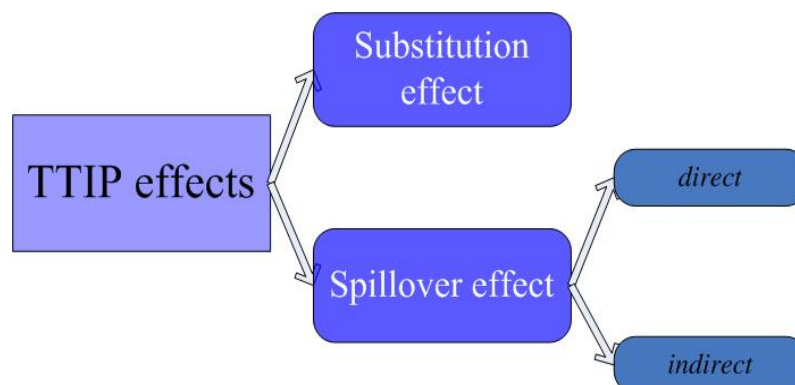 TTIP effects
Substitution
effect
Spillover effect
direct
indirect